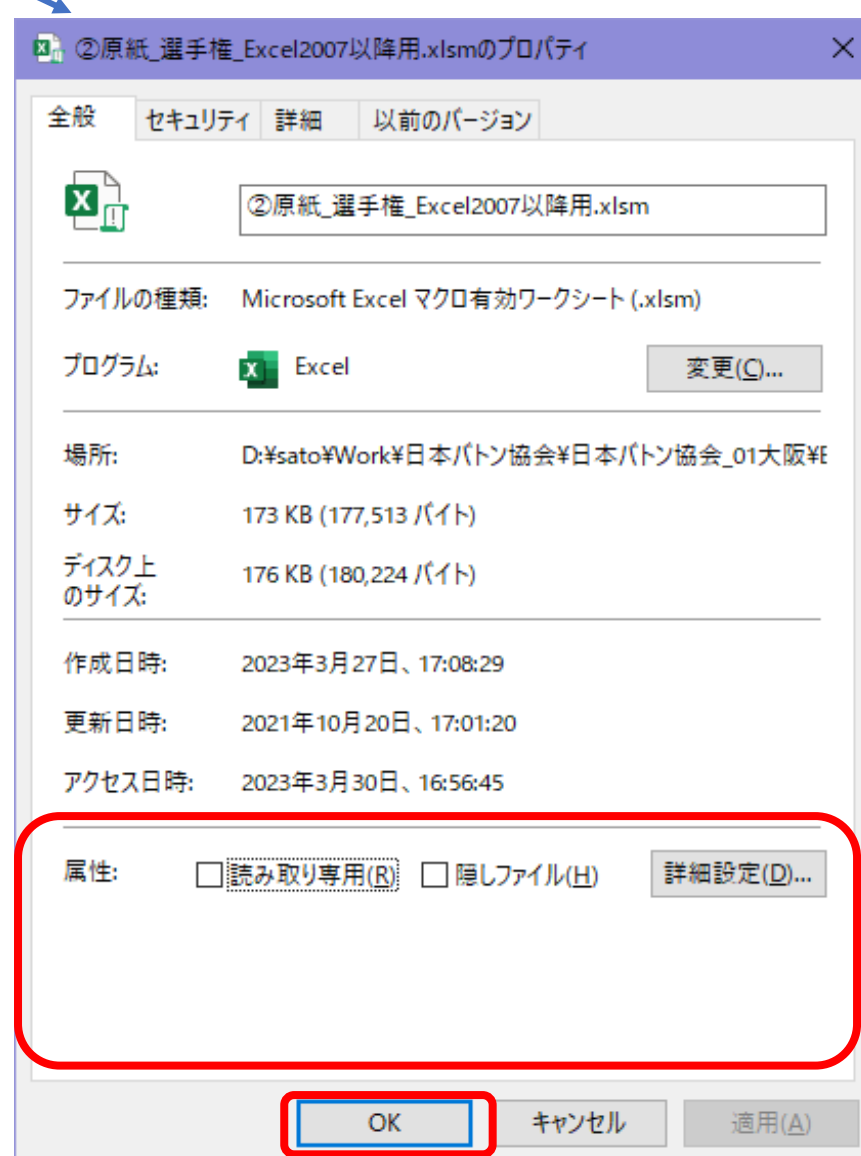 ②原紙_選手権_Excel2007以降用.xlsmのプロパティ
全般 セキュリティ 詳細 以前のバージョン
②原紙_選手権_Excel2007以降用.xlsm
ファイルの種類: Microsoft Excel マクロ有効ワークシート (.xlsm)
プログラム: Excel 変更(C)...
場所: D:¥sato¥Work¥日本バトン協会¥日本バトン協会_01大阪¥E
サイズ: 173 KB (177,513 バイト)
ディスク上
のサイズ: 176 KB (180,224 バイト)
作成日時: 2023年3月27日、17:08:29
更新日時: 2021年10月20日、17:01:20
アクセス日時: 2023年3月30日、16:56:45
属性: 読み取り専用(R) 隠しファイル(H) 詳細設定(D)...
OK キャンセル 適用(A)